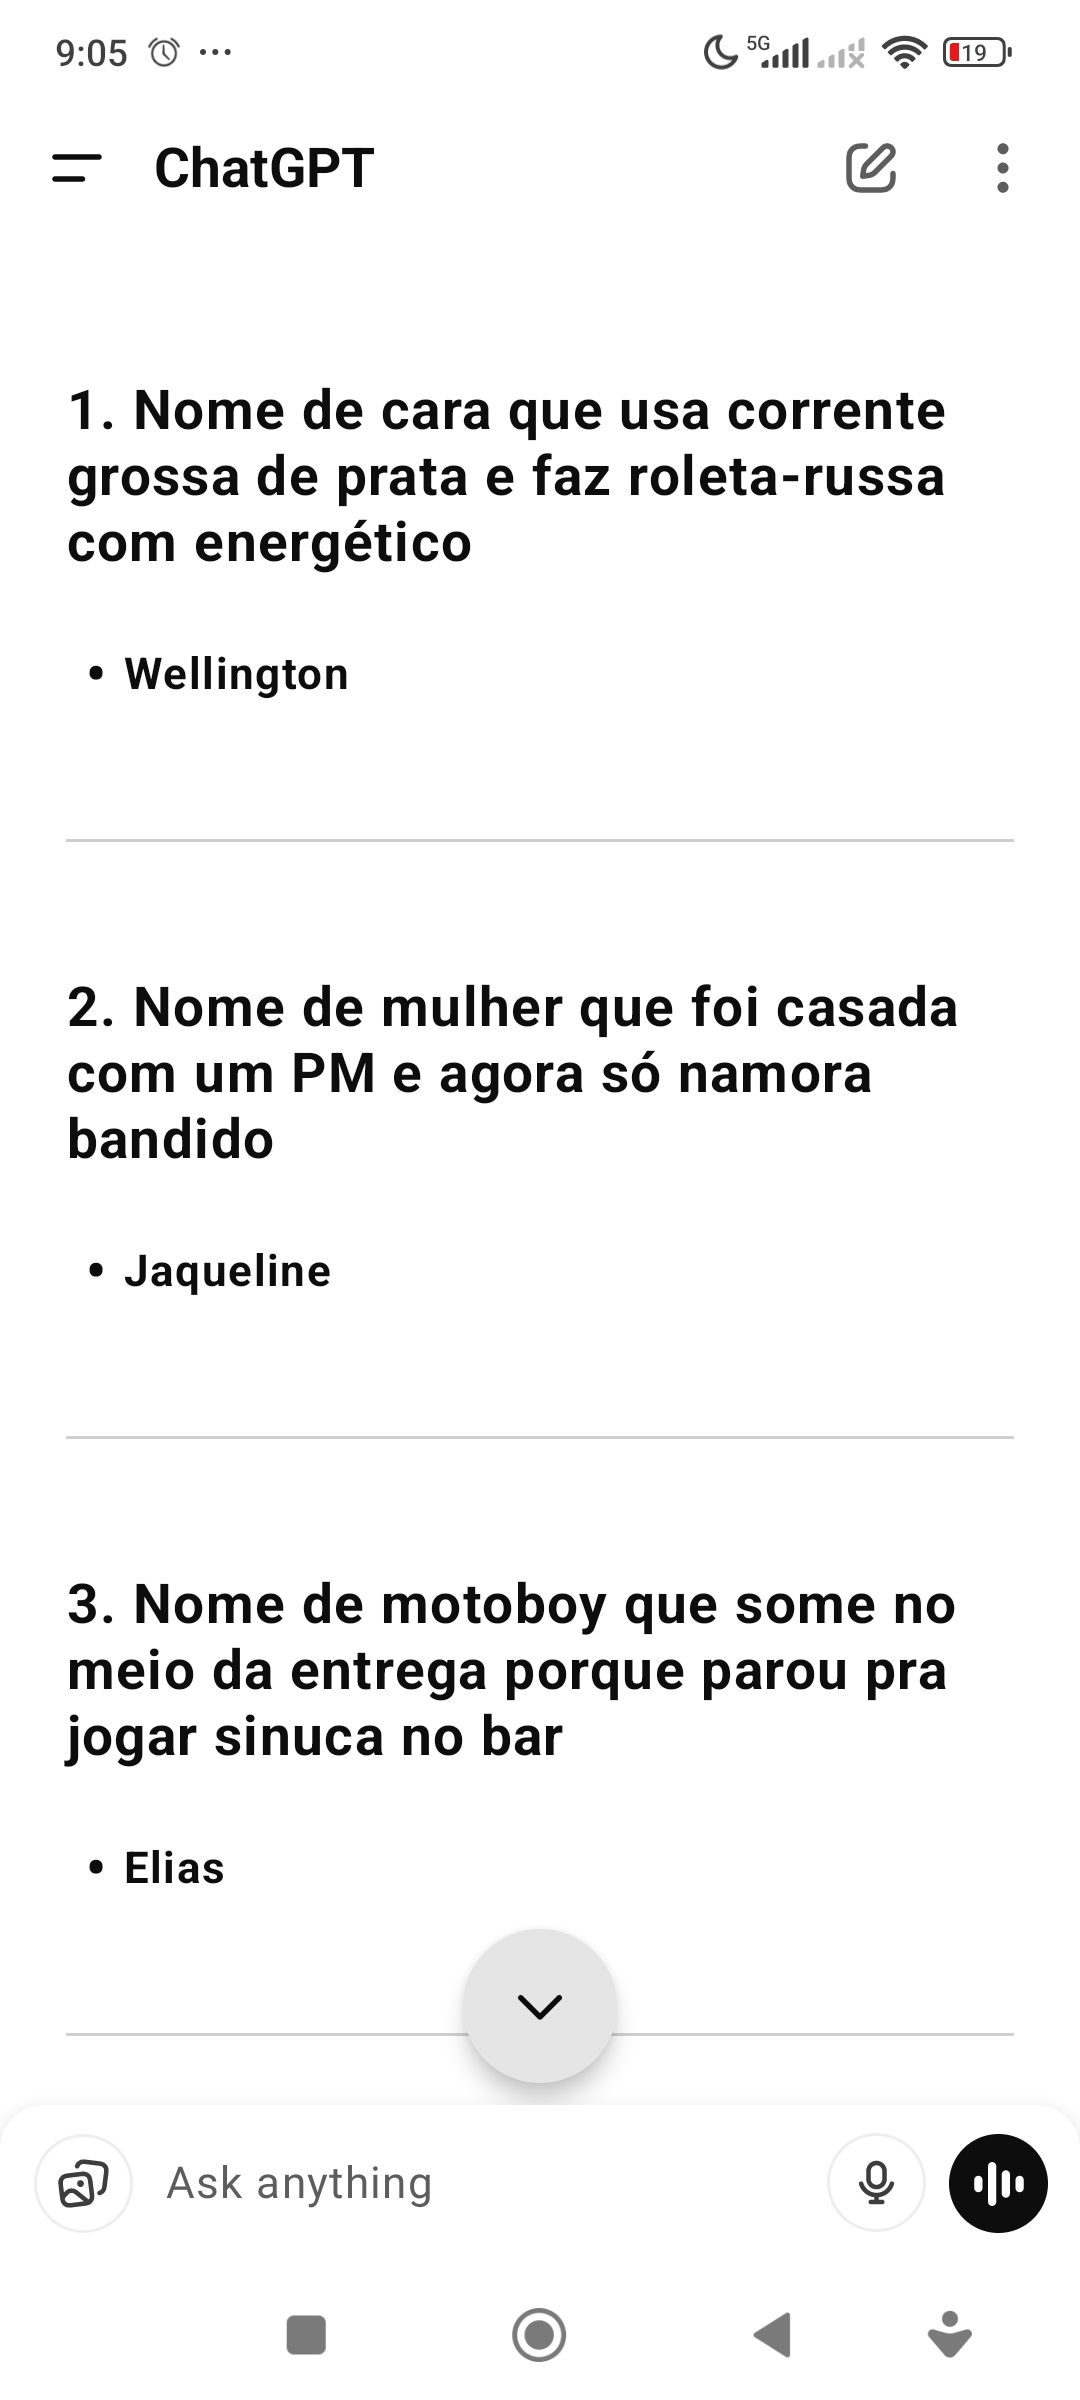 9:05
5G
19
ChatGPT
1. Nome de cara que usa corrente
grossa de prata e faz roleta-russa
com energético
• Wellington
2. Nome de mulher que foi casada
com um PM e agora só namora
bandido
• Jaqueline
3. Nome de motoboy que some no
meio da entrega porque parou pra
jogar sinuca no bar
• Elias
Ask anything